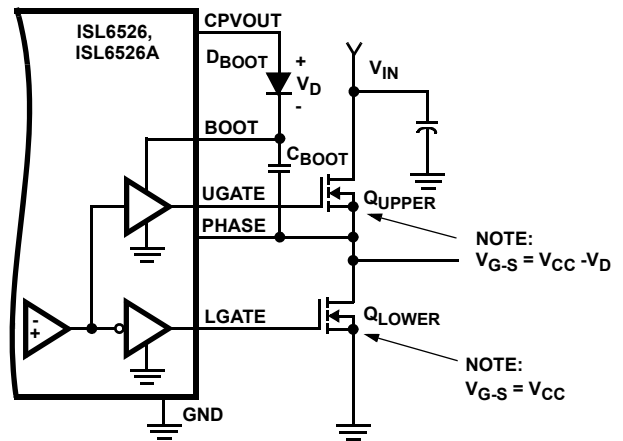 ISL6526,
ISL6526A
CPVOUT
DBOOT
+
VD
-
VIN
BOOT
CBOOT
UGATE
QUPPER
PHASE
NOTE:
VG-S = VCC -VD
-
+
LGATE
QLOWER
NOTE:
VG-S = VCC
GND